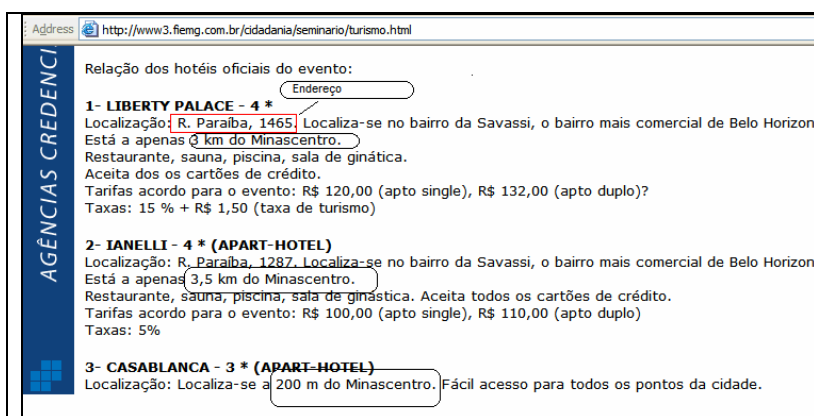 Address http://www3.fiemg.com.br/cidadania/seminario/turismo.html
AGÊNCIAS CREDENCI
Relação dos hotéis oficiais do evento:
Endereço
1- LIBERTY PALACE - 4 *
Localização: R. Paraíba, 1465. Localiza-se no bairro da Savassi, o bairro mais comercial de Belo Horizon
Está a apenas 3 km do Minascentro.
Restaurante, sauna, piscina, sala de ginática.
Aceita dos os cartões de crédito.
Tarifas acordo para o evento: R$ 120,00 (apto single), R$ 132,00 (apto duplo)?
Taxas: 15 % + R$ 1,50 (taxa de turismo)
2- IANELLI - 4 * (APART-HOTEL)
Localização: R. Paraíba, 1287. Localiza-se no bairro da Savassi, o bairro mais comercial de Belo Horizon
Está a apenas 3,5 km do Minascentro.
Restaurante, sauna, piscina, sala de ginástica. Aceita todos os cartões de crédito.
Tarifas acordo para o evento: R$ 100,00 (apto single), R$ 110,00 (apto duplo)
Taxas: 5%
3- CASABLANCA - 3 * (APART-HOTEL)
Localização: Localiza-se a 200 m do Minascentro. Fácil acesso para todos os pontos da cidade.